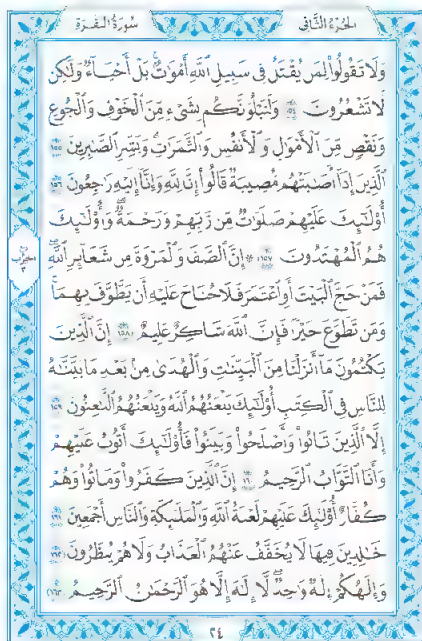 الجزء الثاني سورة البقرة
وَلَا تَقُولُوا۟ لِمَن يُقْتَلُ فِى سَبِيلِ ٱللَّهِ أَمْوَٰتٌۢ ۚ بَلْ أَحْيَآءٌ وَلَٰكِن
لَّا تَشْعُرُونَ ١٥٤ وَلَنَبْلُوَنَّكُم بِشَىْءٍ مِّنَ ٱلْخَوْفِ وَٱلْجُوعِ
وَنَقْصٍ مِّنَ ٱلْأَمْوَٰلِ وَٱلْأَنفُسِ وَٱلثَّمَرَٰتِ ۗ وَبَشِّرِ ٱلصَّٰبِرِينَ ١٥٥
ٱلَّذِينَ إِذَآ أَصَٰبَتْهُم مُّصِيبَةٌ قَالُوٓا۟ إِنَّا لِلَّهِ وَإِنَّآ إِلَيْهِ رَٰجِعُونَ ١٥٦
أُو۟لَٰٓئِكَ عَلَيْهِمْ صَلَوَٰتٌ مِّن رَّبِّهِمْ وَرَحْمَةٌ ۖ وَأُو۟لَٰٓئِكَ
هُمُ ٱلْمُهْتَدُونَ ١٥٧ ۞ إِنَّ ٱلصَّفَا وَٱلْمَرْوَةَ مِن شَعَآئِرِ ٱللَّهِ ۖ
فَمَنْ حَجَّ ٱلْبَيْتَ أَوِ ٱعْتَمَرَ فَلَا جُنَاحَ عَلَيْهِ أَن يَطَّوَّفَ بِهِمَا ۚ
وَمَن تَطَوَّعَ خَيْرًا فَإِنَّ ٱللَّهَ شَاكِرٌ عَلِيمٌ ١٥٨ إِنَّ ٱلَّذِينَ
يَكْتُمُونَ مَآ أَنزَلْنَا مِنَ ٱلْبَيِّنَٰتِ وَٱلْهُدَىٰ مِنۢ بَعْدِ مَا بَيَّنَّٰهُ
لِلنَّاسِ فِى ٱلْكِتَٰبِ ۙ أُو۟لَٰٓئِكَ يَلْعَنُهُمُ ٱللَّهُ وَيَلْعَنُهُمُ ٱللَّٰعِنُونَ ١٥٩
إِلَّا ٱلَّذِينَ تَابُوا۟ وَأَصْلَحُوا۟ وَبَيَّنُوا۟ فَأُو۟لَٰٓئِكَ أَتُوبُ عَلَيْهِمْ ۚ
وَأَنَا ٱلتَّوَّابُ ٱلرَّحِيمُ ١٦٠ إِنَّ ٱلَّذِينَ كَفَرُوا۟ وَمَاتُوا۟ وَهُمْ
كُفَّارٌ أُو۟لَٰٓئِكَ عَلَيْهِمْ لَعْنَةُ ٱللَّهِ وَٱلْمَلَٰٓئِكَةِ وَٱلنَّاسِ أَجْمَعِينَ ١٦١
خَٰلِدِينَ فِيهَا ۖ لَا يُخَفَّفُ عَنْهُمُ ٱلْعَذَابُ وَلَا هُمْ يُنظَرُونَ ١٦٢
وَإِلَٰهُكُمْ إِلَٰهٌ وَٰحِدٌ ۖ لَّآ إِلَٰهَ إِلَّا هُوَ ٱلرَّحْمَٰنُ ٱلرَّحِيمُ ١٦٣
٢٤